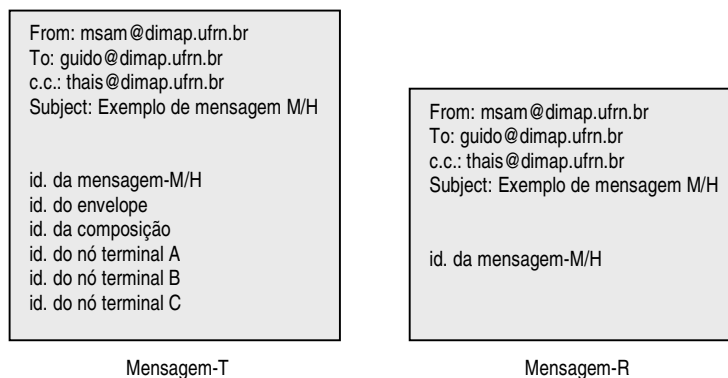 From: msam@dimap.ufrn.br
To: guido@dimap.ufrn.br
c.c.: thais@dimap.ufrn.br
Subject: Exemplo de mensagem M/H
id. da mensagem-M/H
id. do envelope
id. da composição
id. do nó terminal A
id. do nó terminal B
id. do nó terminal C
Mensagem-T
From: msam@dimap.ufrn.br
To: guido@dimap.ufrn.br
c.c.: thais@dimap.ufrn.br
Subject: Exemplo de mensagem M/H
id. da mensagem-M/H
Mensagem-R